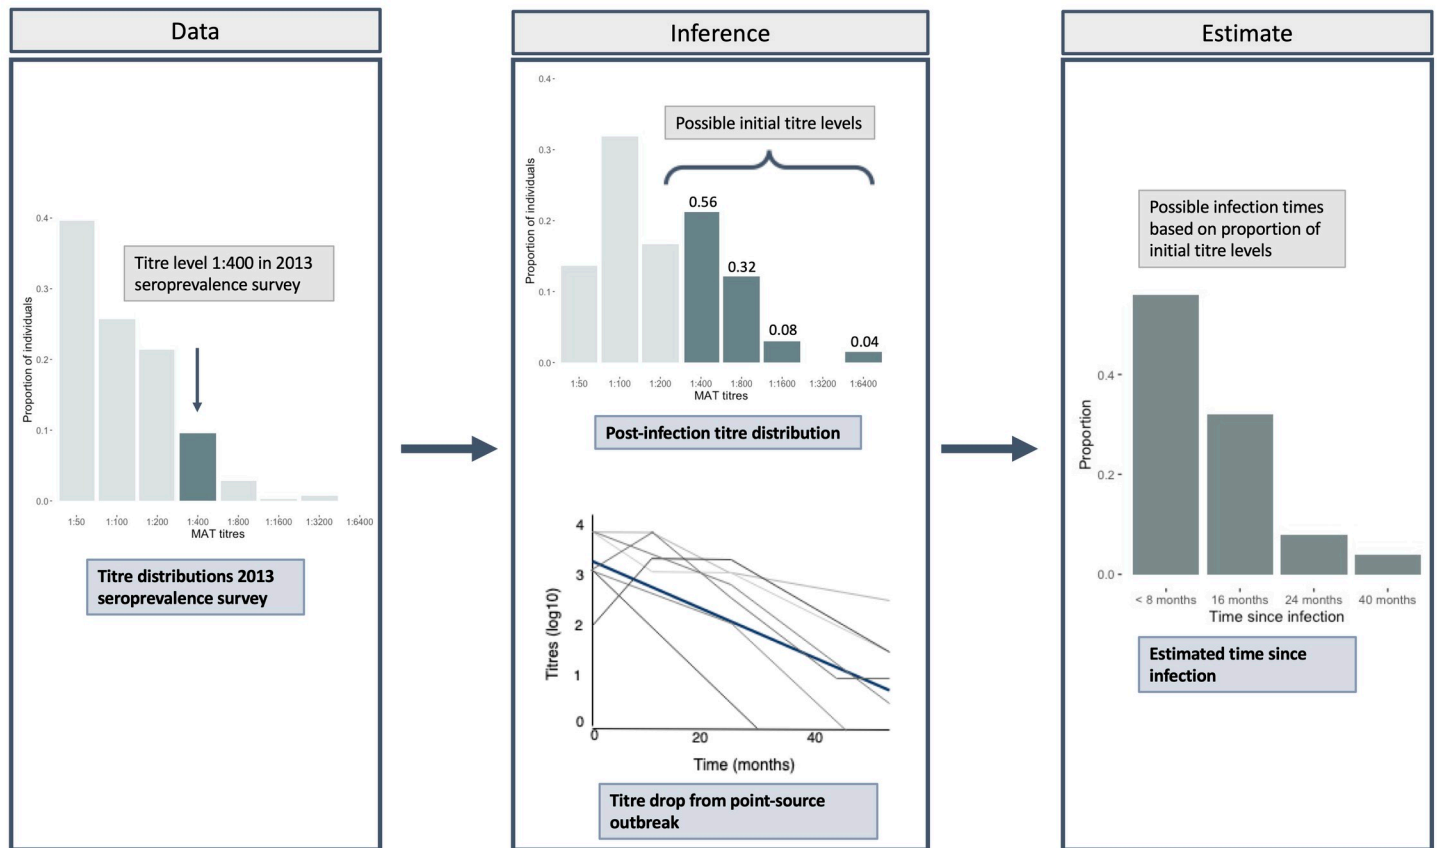 Data
Titre level 1:400 in 2013
seroprevalence survey
Proportion of individuals
0.4
0.3
0.2
0.1
0.0
1:50 1:100 1:200 1:400 1:800 1:1600 1:3200 1:6400
MAT titres
Titre distributions 2013
seroprevalence survey
Inference
Possible initial titre levels
Proportion of individuals
0.4
0.3
0.2
0.1
0.0
0.56
0.32
0.08
0.04
1:50 1:100 1:200 1:400 1:800 1:1600 1:3200 1:6400
MAT titres
Post-infection titre distribution
Titres (log10)
4
3
2
1
0
0 20 40
Time (months)
Titre drop from point-source
outbreak
Estimate
Possible infection times
based on proportion of
initial titre levels
Proportion
0.4
0.2
0.0
< 8 months 16 months 24 months 40 months
Time since infection
Estimated time since
infection